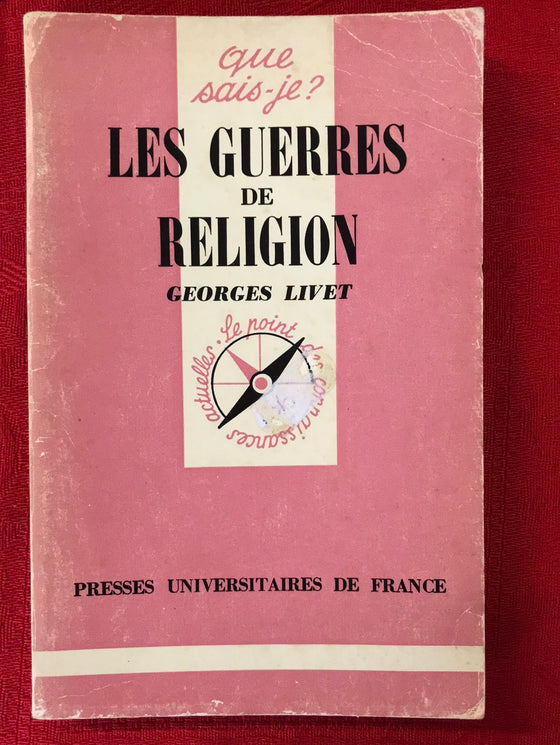 que
sais-je?
LES GUERRES
DE
RELIGION
GEORGES LIVET
Le point des connaissances actuelles •
PRESSES UNIVERSITAIRES DE FRANCE